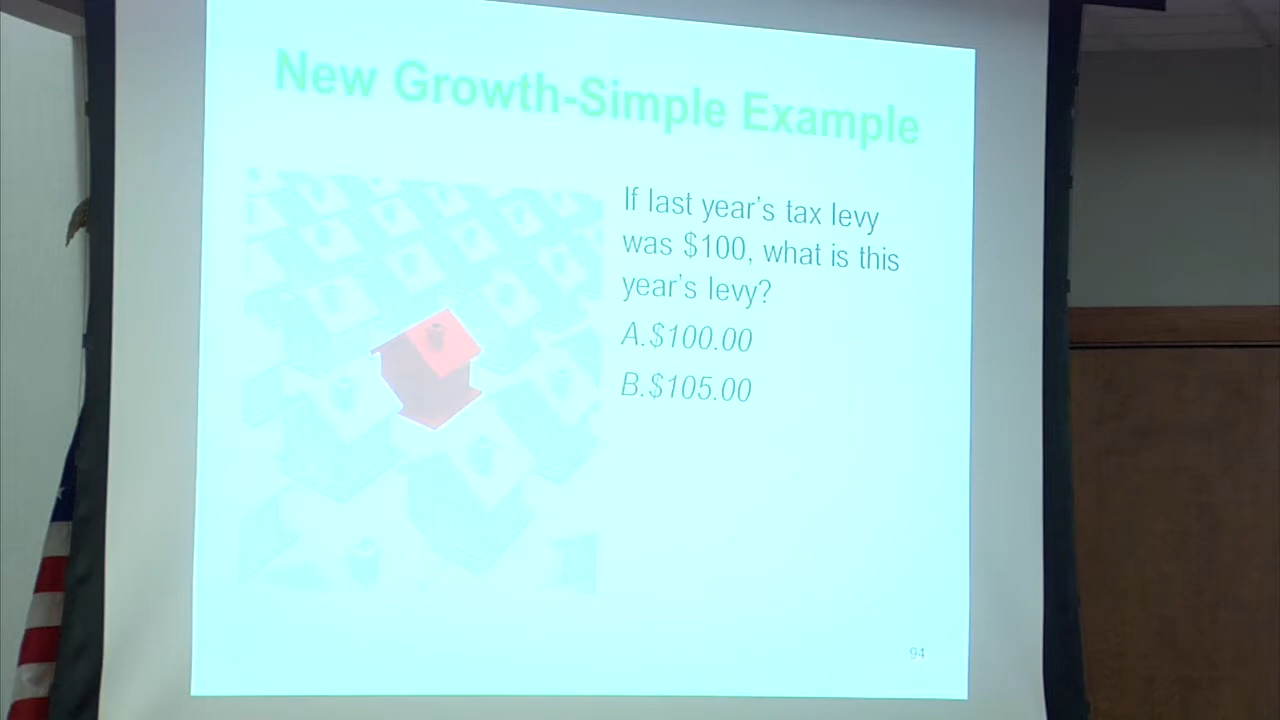 New Growth-Simple Example
If last year's tax levy
was $100, what is this
year's levy?
A.$100.00
B.$105.00
94